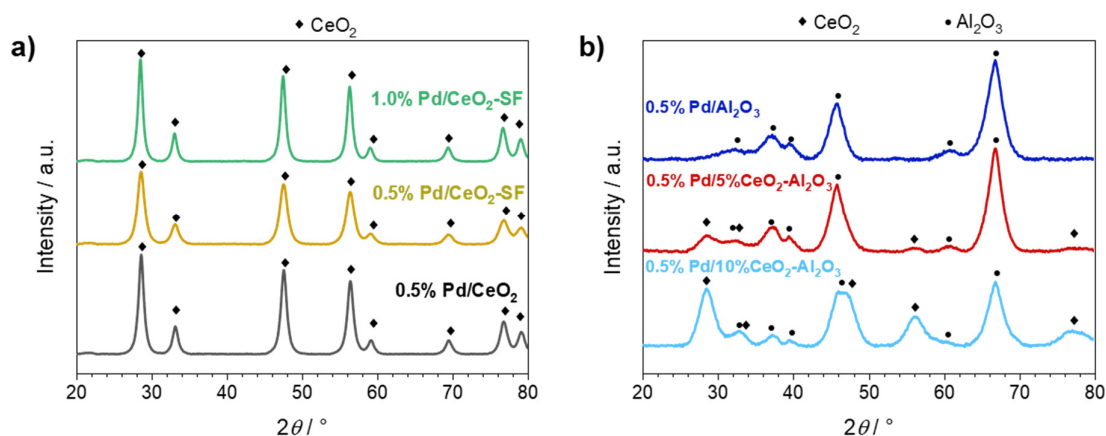 a)
◆ CeO₂
1.0% Pd/CeO₂-SF
0.5% Pd/CeO₂-SF
0.5% Pd/CeO₂
Intensity / a.u.
20 30 40 50 60 70 80
2θ / °
b)
◆ CeO₂ • Al₂O₃
0.5% Pd/Al₂O₃
0.5% Pd/5%CeO₂-Al₂O₃
0.5% Pd/10%CeO₂-Al₂O₃
Intensity / a.u.
20 30 40 50 60 70 80
2θ / °